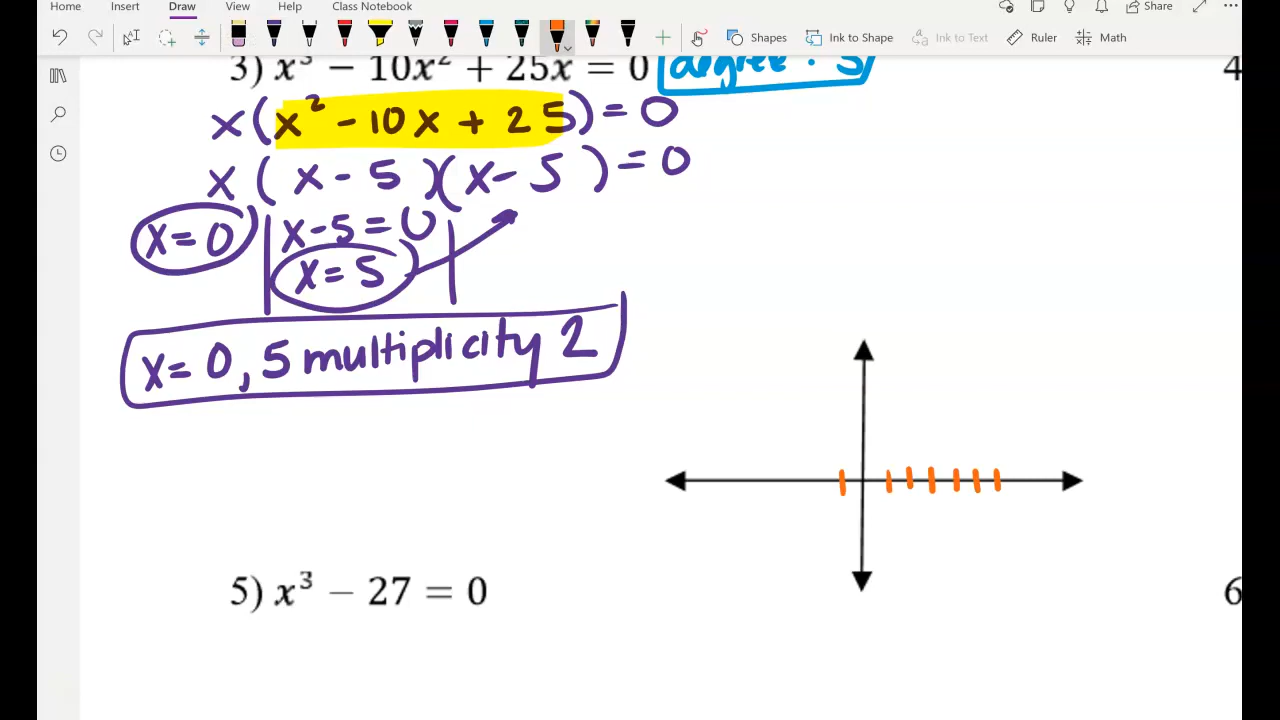 Home Insert Draw View Help Class Notebook Share
Shapes Ink to Shape Ink to Text Ruler Math
3) x³ − 10x² + 25x = 0 degree: 3 4
x(x² - 10x + 25) = 0
x(x - 5)(x - 5) = 0
x = 0 | x - 5 = 0 |
x = 5
x = 0, 5 multiplicity 2
5) x³ − 27 = 0 6